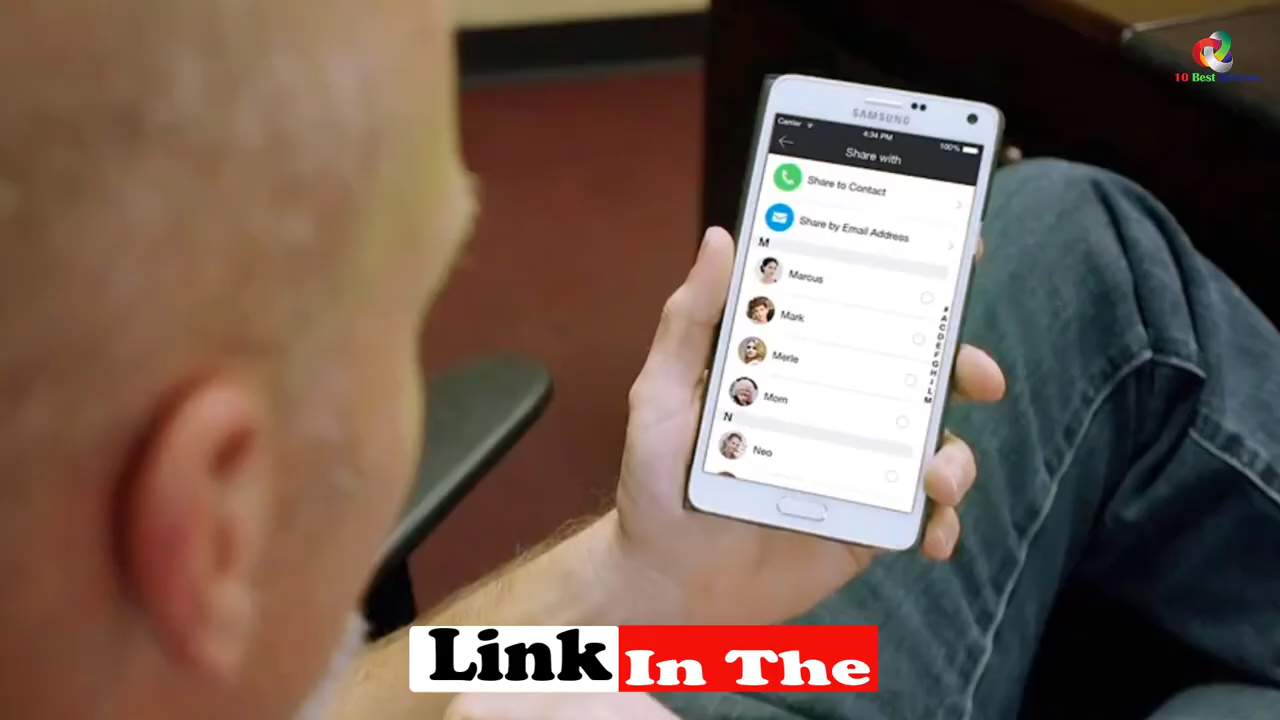 10 Best
SAMSUNG
Carrier
4:34 PM
100%
Share with
Share to Contact
Share by Email Address
M
Marcus
Mark
Merle
Mom
N
Neo
#
A
C
D
E
F
G
H
I
L
M
Link In The